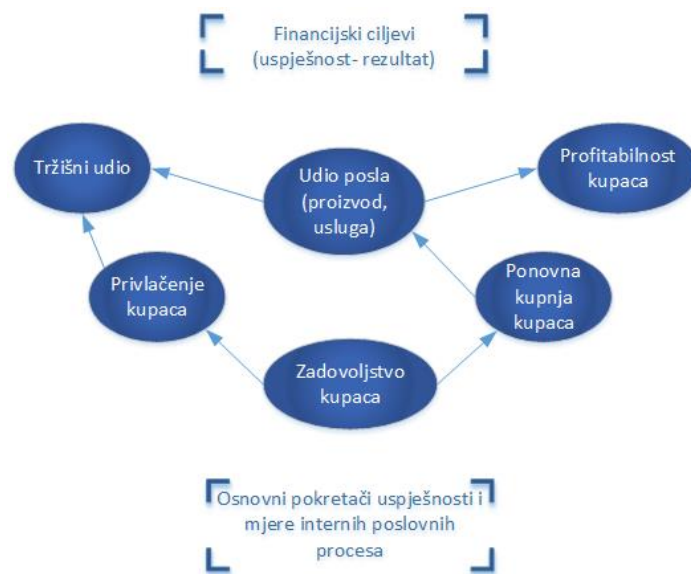 Financijski ciljevi
(uspješnost- rezultat)
Tržišni udio
Udio posla
(proizvod,
usluga)
Profitabilnost
kupaca
Privlačenje
kupaca
Ponovna
kupnja
kupaca
Zadovoljstvo
kupaca
Osnovni pokretači uspješnosti i
mjere internih poslovnih
procesa